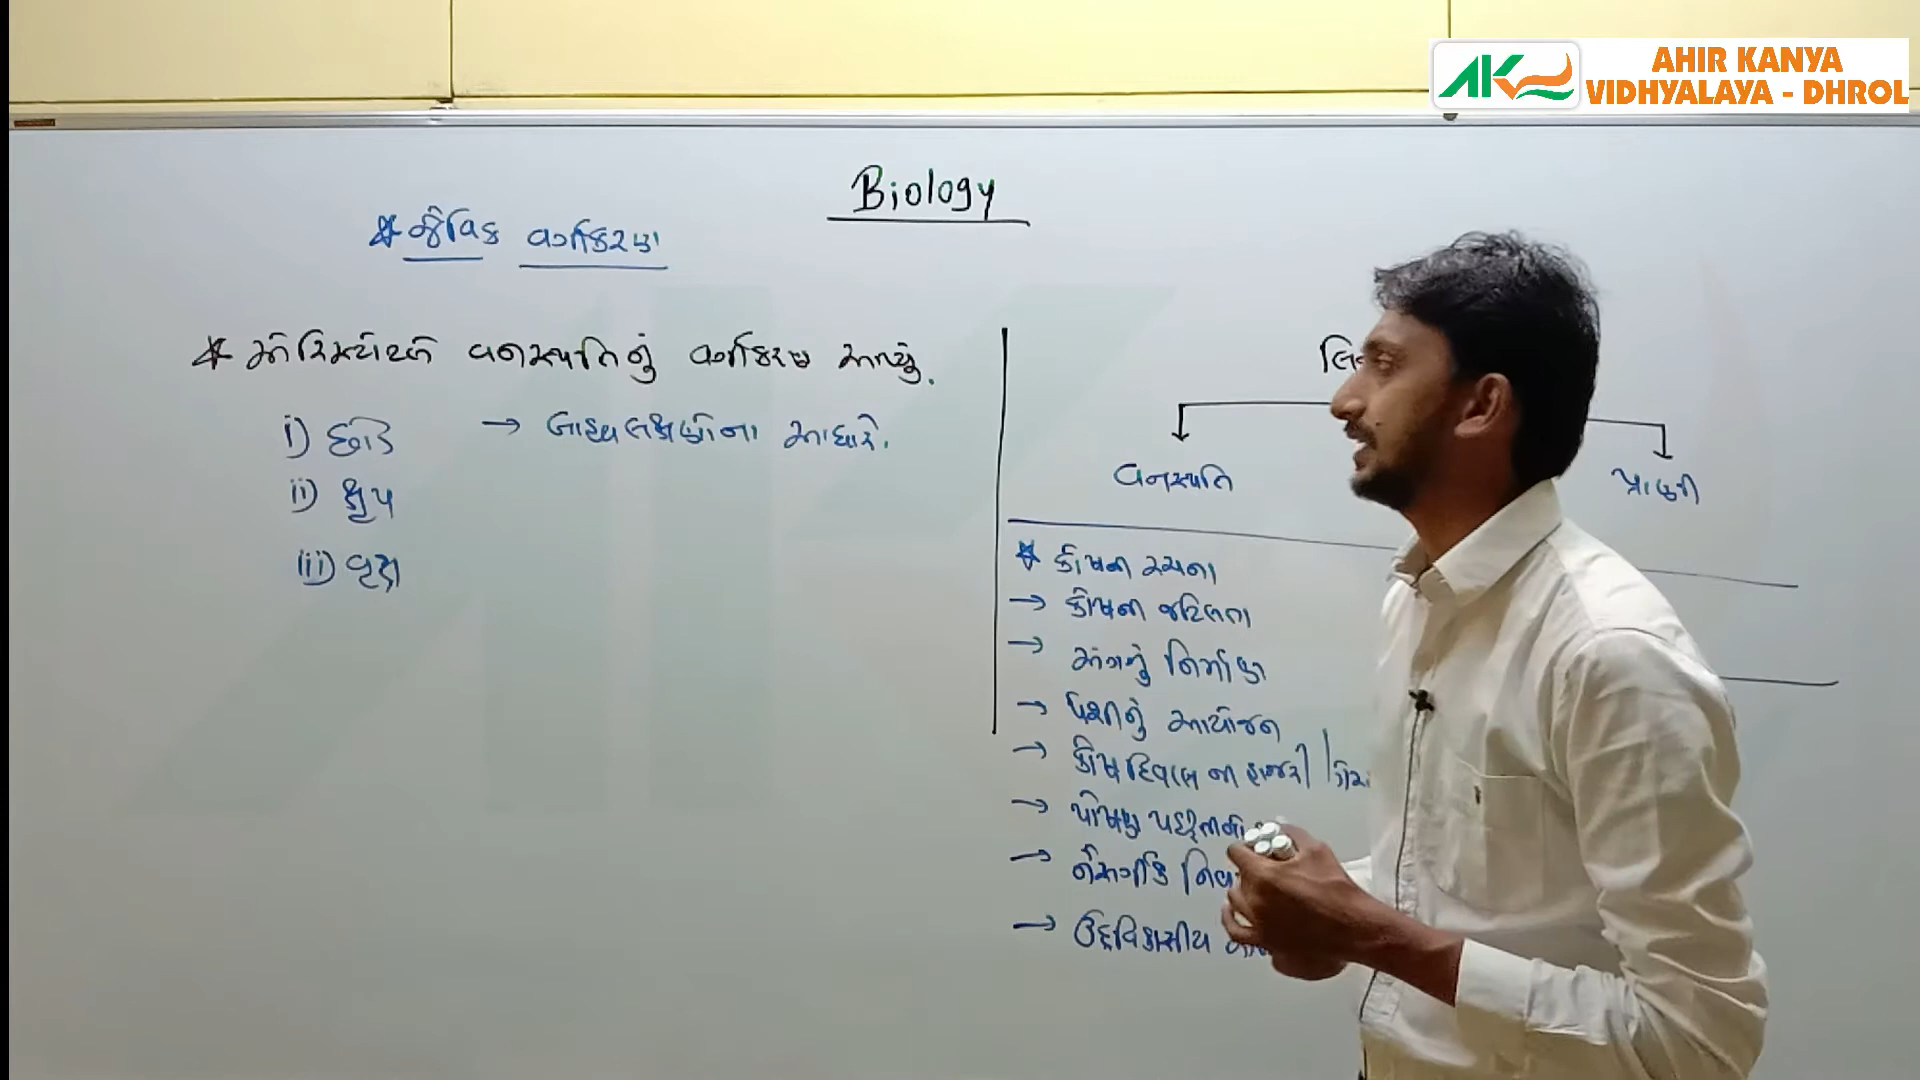 AHIR KANYA
VIDHYALAYA - DHROL
Biology
* જૈવિક વર્ગીકરણ
* એરિસ્ટોટલે વનસ્પતિનું વર્ગીકરણ આપ્યું.
i) છોડ → બાહ્યલક્ષણોના આધારે.
ii) ક્ષુપ
iii) વૃક્ષ
વનસ્પતિ પ્રાણી
* કોષની રચના
→ કોષની જટિલતા
→ અંગનું નિર્માણ
→ પેશીનું આયોજન
→ કોષદિવાલ ની હાજરી /
→ પોષણ પદ્ધતિની
→ નૈસર્ગીક
→ ઉદ્દવિકાસીય